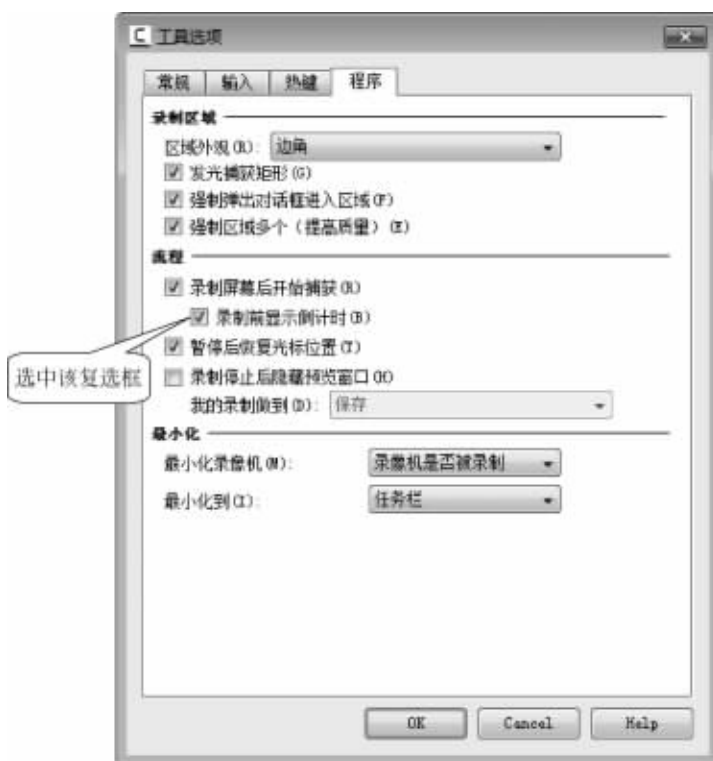 工具选项
常规 输入 热键 程序
录制区域
区域外观(R): 边角
发光捕获矩形(G)
强制弹出对话框进入区域(F)
强制区域多个（提高质量）(E)
流程
录制屏幕后开始捕获(R)
录制前显示倒计时(B)
暂停后恢复光标位置(T)
选中该复选框
录制停止后隐藏预览窗口(H)
我的录制做到(D): 保存
最小化
最小化录像机(M): 录像机是否被录制
最小化到(I): 任务栏
OK Cancel Help